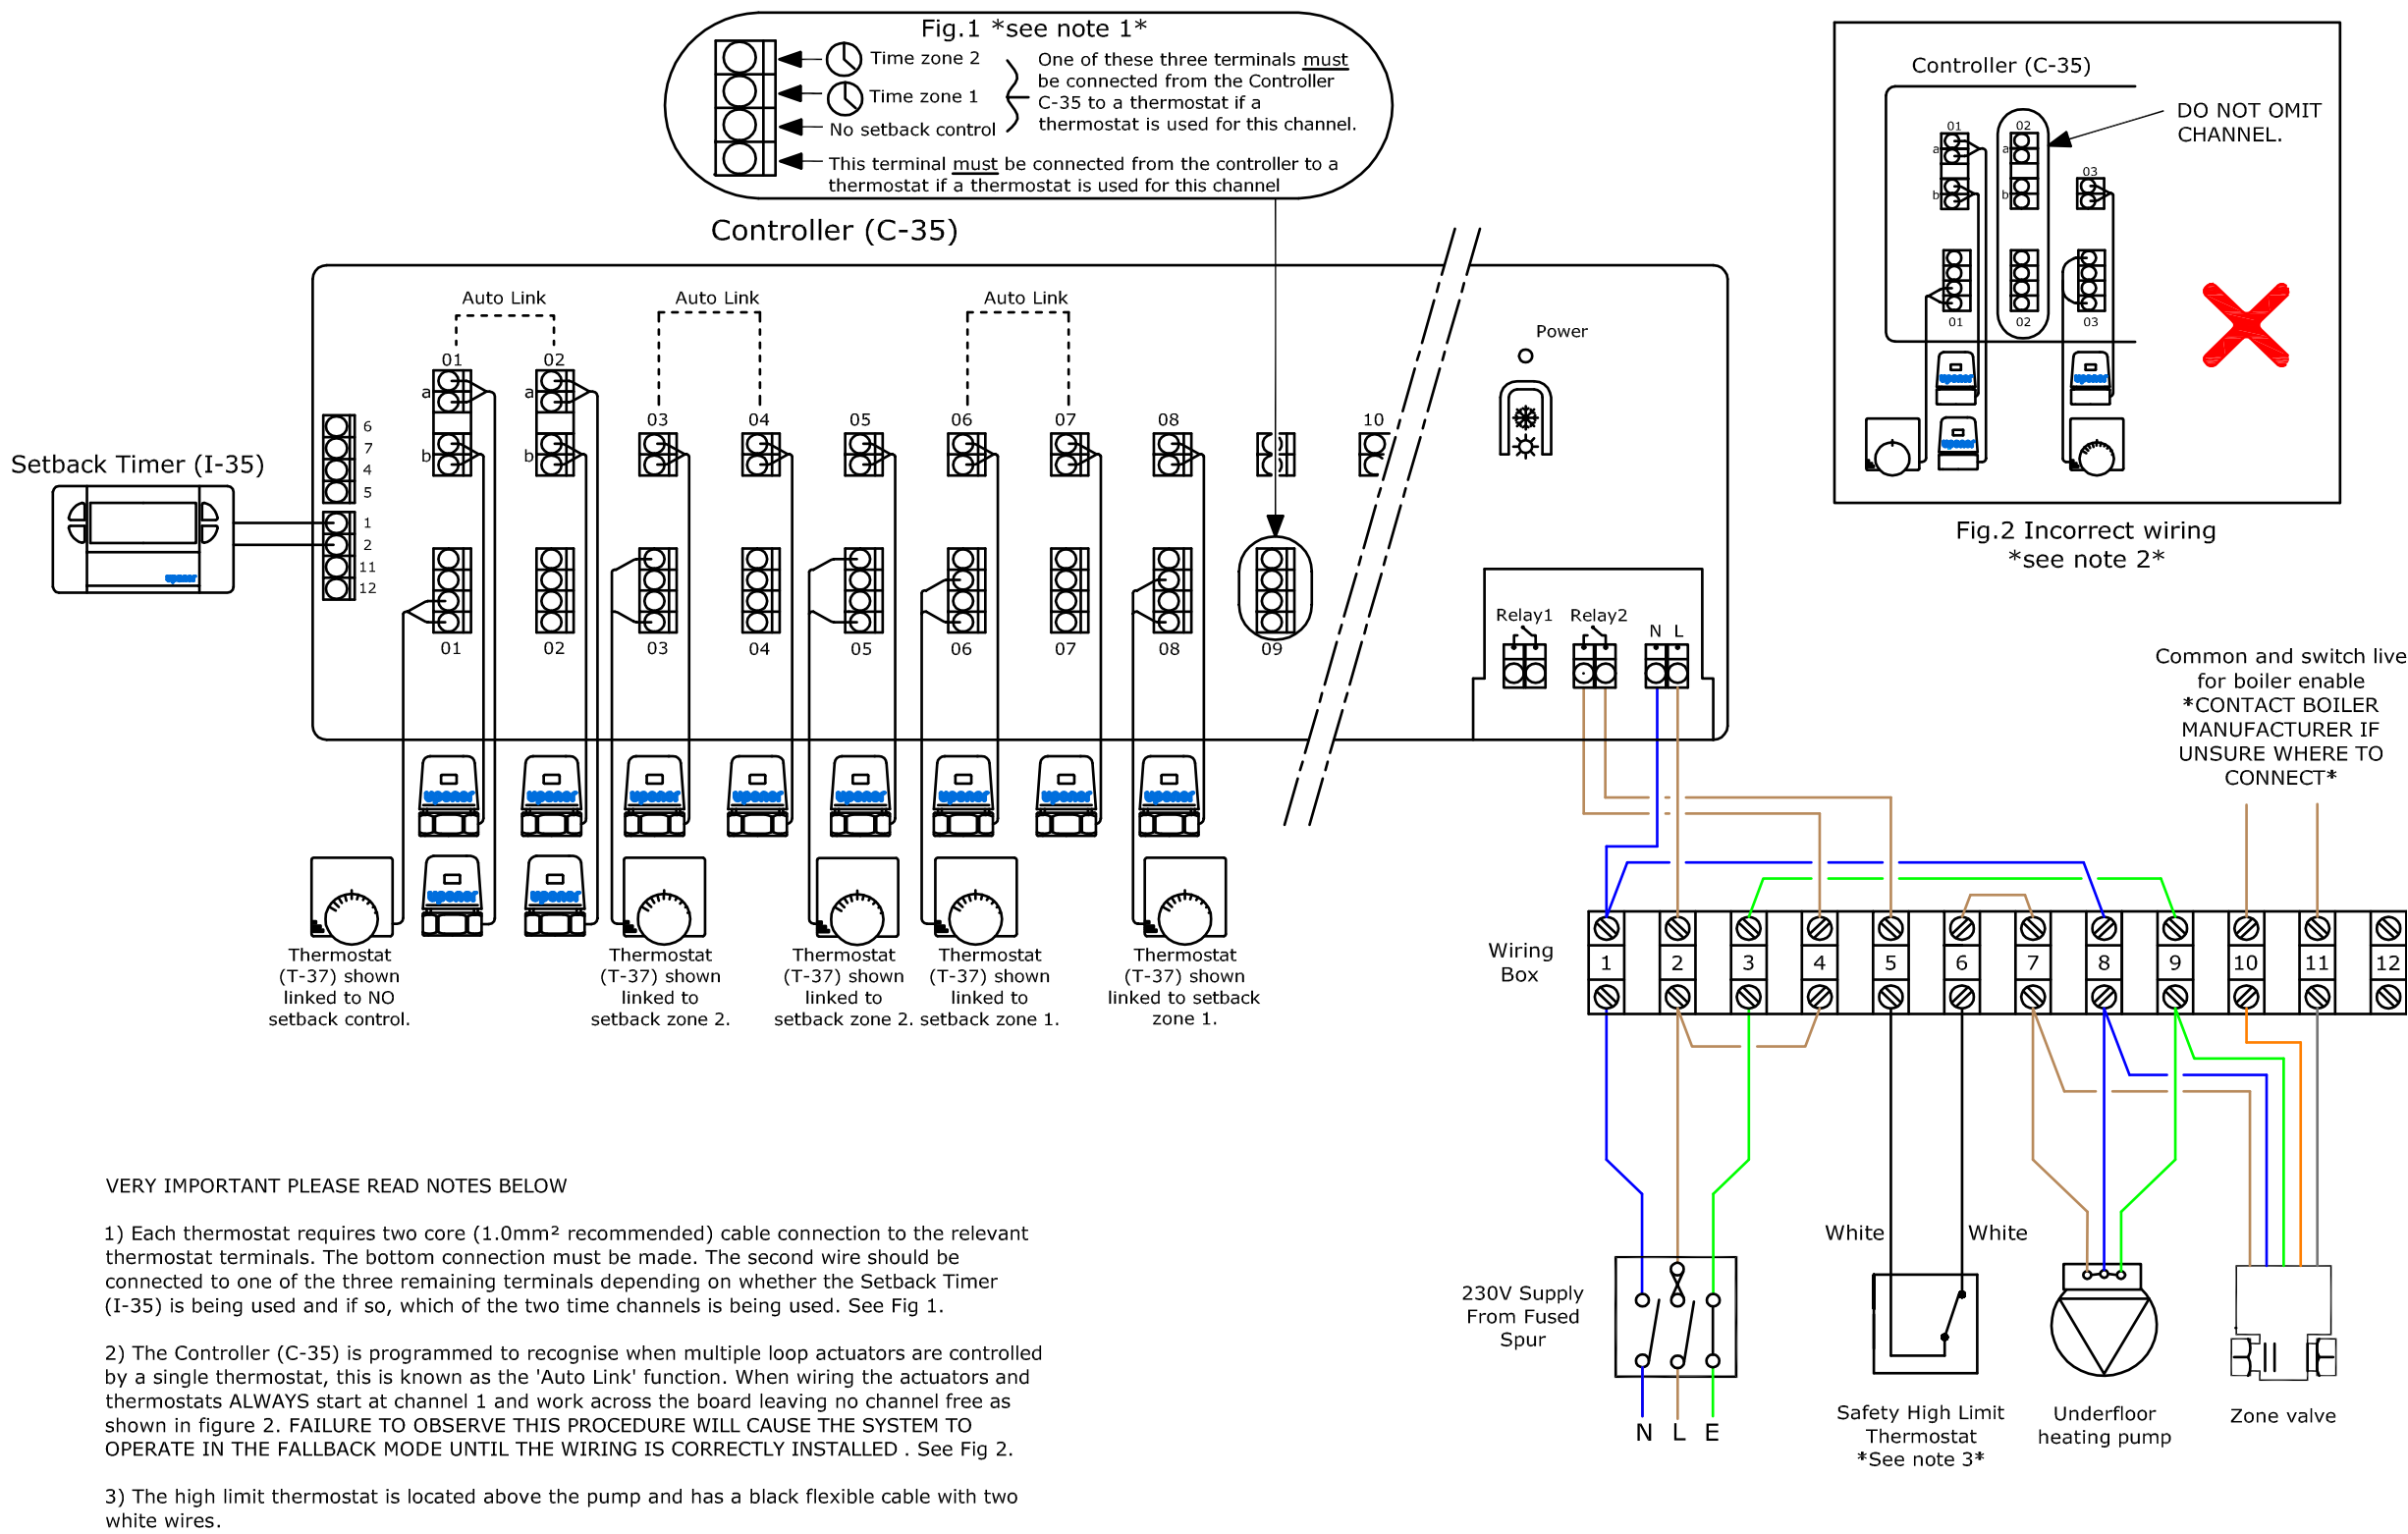 Fig.1 *see note 1*
Time zone 2
Time zone 1
No setback control
One of these three terminals must
be connected from the Controller
C-35 to a thermostat if a
thermostat is used for this channel.
This terminal must be connected from the controller to a
thermostat if a thermostat is used for this channel
Controller (C-35)
Auto Link
Auto Link
Auto Link
01
02
a
a
b
b
03
04
05
06
07
08
10
6
7
4
5
1
2
11
12
Setback Timer (I-35)
uponor
01
02
03
04
05
06
07
08
09
Power
Relay1
Relay2
N L
uponor
uponor
uponor
uponor
uponor
uponor
uponor
uponor
uponor
uponor
Thermostat
(T-37) shown
linked to NO
setback control.
Thermostat
(T-37) shown
linked to
setback zone 2.
Thermostat
(T-37) shown
linked to
setback zone 2.
Thermostat
(T-37) shown
linked to
setback zone 1.
Thermostat
(T-37) shown
linked to setback
zone 1.
Controller (C-35)
DO NOT OMIT
CHANNEL.
01
02
03
a
a
b
b
01
02
03
uponor
uponor
uponor
Fig.2 Incorrect wiring
*see note 2*
Common and switch live
for boiler enable
*CONTACT BOILER
MANUFACTURER IF
UNSURE WHERE TO
CONNECT*
Wiring
Box
1 2 3 4 5 6 7 8 9 10 11 12
White
White
230V Supply
From Fused
Spur
N L E
Safety High Limit
Thermostat
*See note 3*
Underfloor
heating pump
Zone valve
VERY IMPORTANT PLEASE READ NOTES BELOW
1) Each thermostat requires two core (1.0mm² recommended) cable connection to the relevant
thermostat terminals. The bottom connection must be made. The second wire should be
connected to one of the three remaining terminals depending on whether the Setback Timer
(I-35) is being used and if so, which of the two time channels is being used. See Fig 1.
2) The Controller (C-35) is programmed to recognise when multiple loop actuators are controlled
by a single thermostat, this is known as the 'Auto Link' function. When wiring the actuators and
thermostats ALWAYS start at channel 1 and work across the board leaving no channel free as
shown in figure 2. FAILURE TO OBSERVE THIS PROCEDURE WILL CAUSE THE SYSTEM TO
OPERATE IN THE FALLBACK MODE UNTIL THE WIRING IS CORRECTLY INSTALLED . See Fig 2.
3) The high limit thermostat is located above the pump and has a black flexible cable with two
white wires.